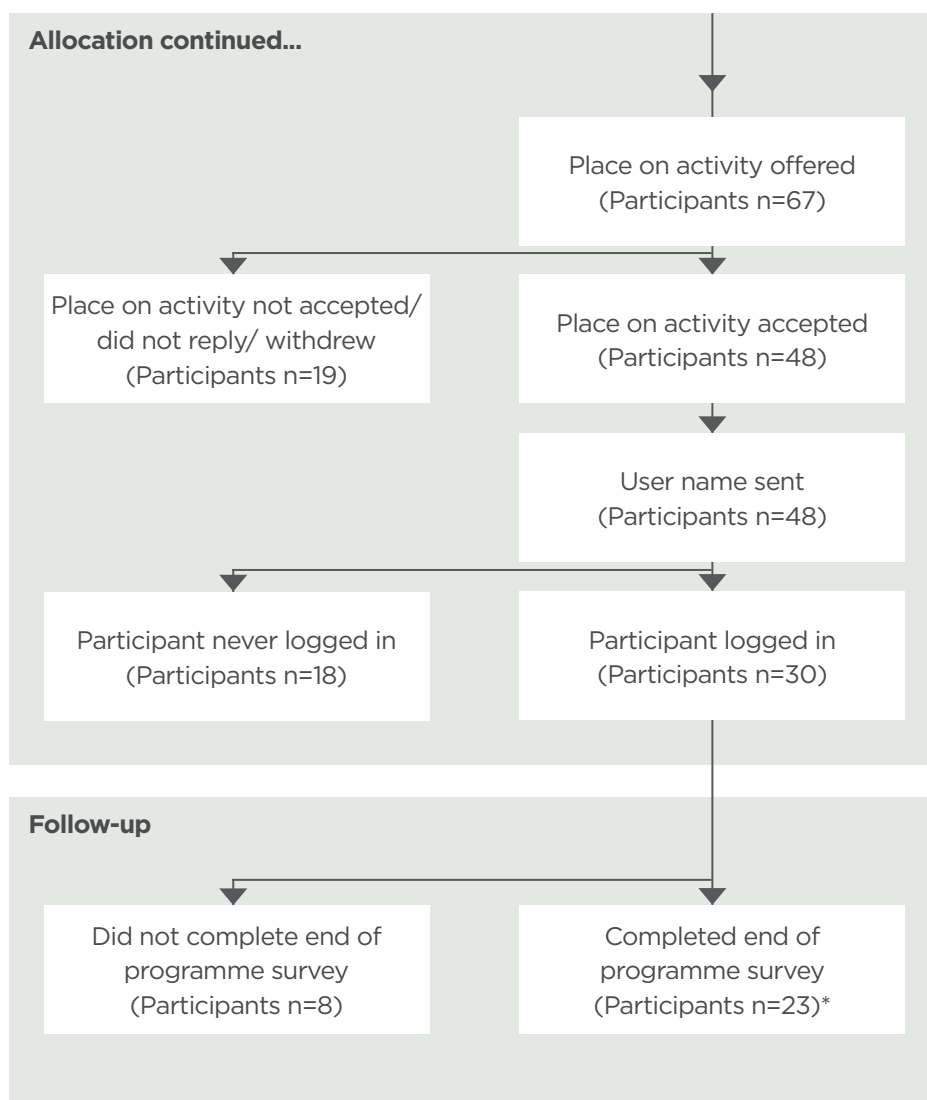 Allocation continued...
Place on activity offered
(Participants n=67)
Place on activity not accepted/
did not reply/ withdrew
(Participants n=19)
Place on activity accepted
(Participants n=48)
User name sent
(Participants n=48)
Participant never logged in
(Participants n=18)
Participant logged in
(Participants n=30)
Follow-up
Did not complete end of
programme survey
(Participants n=8)
Completed end of
programme survey
(Participants n=23)*